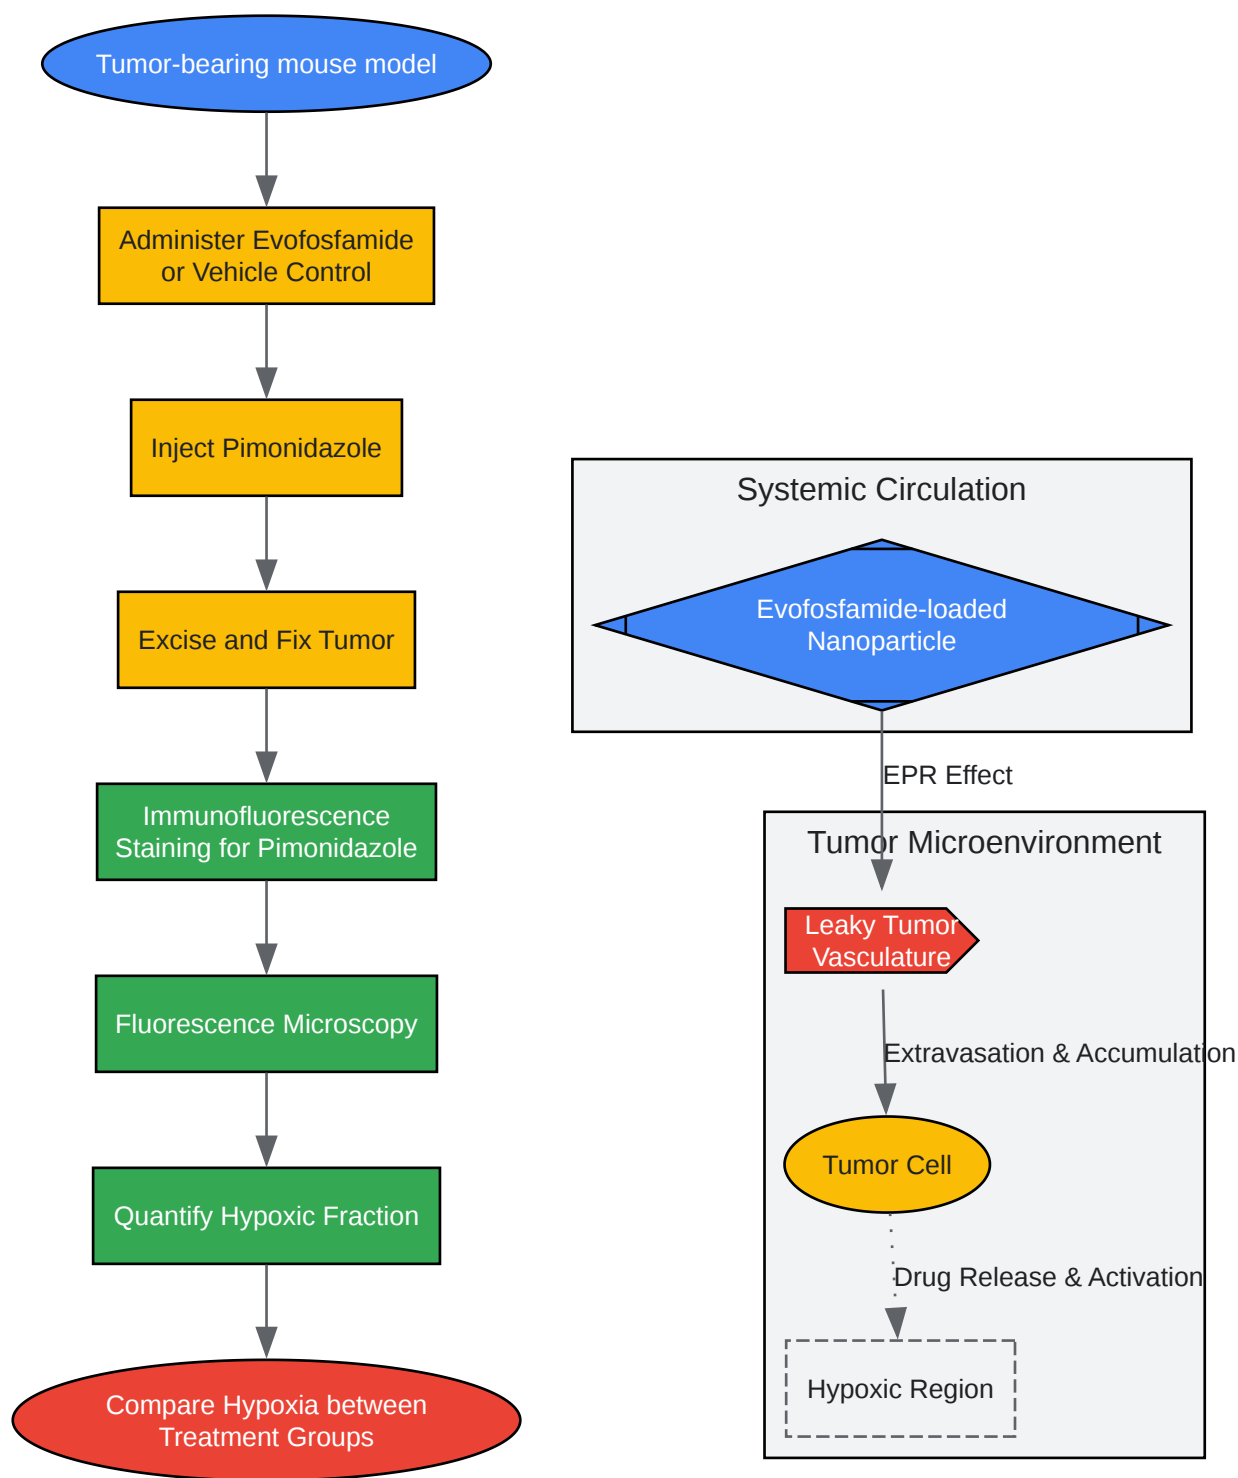 Tumor-bearing mouse model
Administer Evofosfamide
or Vehicle Control
Inject Pimonidazole
Excise and Fix Tumor
Immunofluorescence
Staining for Pimonidazole
Fluorescence Microscopy
Quantify Hypoxic Fraction
Compare Hypoxia between
Treatment Groups
Systemic Circulation
Evofosfamide-loaded
Nanoparticle
EPR Effect
Tumor Microenvironment
Leaky Tumor
Vasculature
Extravasation & Accumulation
Tumor Cell
Drug Release & Activation
Hypoxic Region